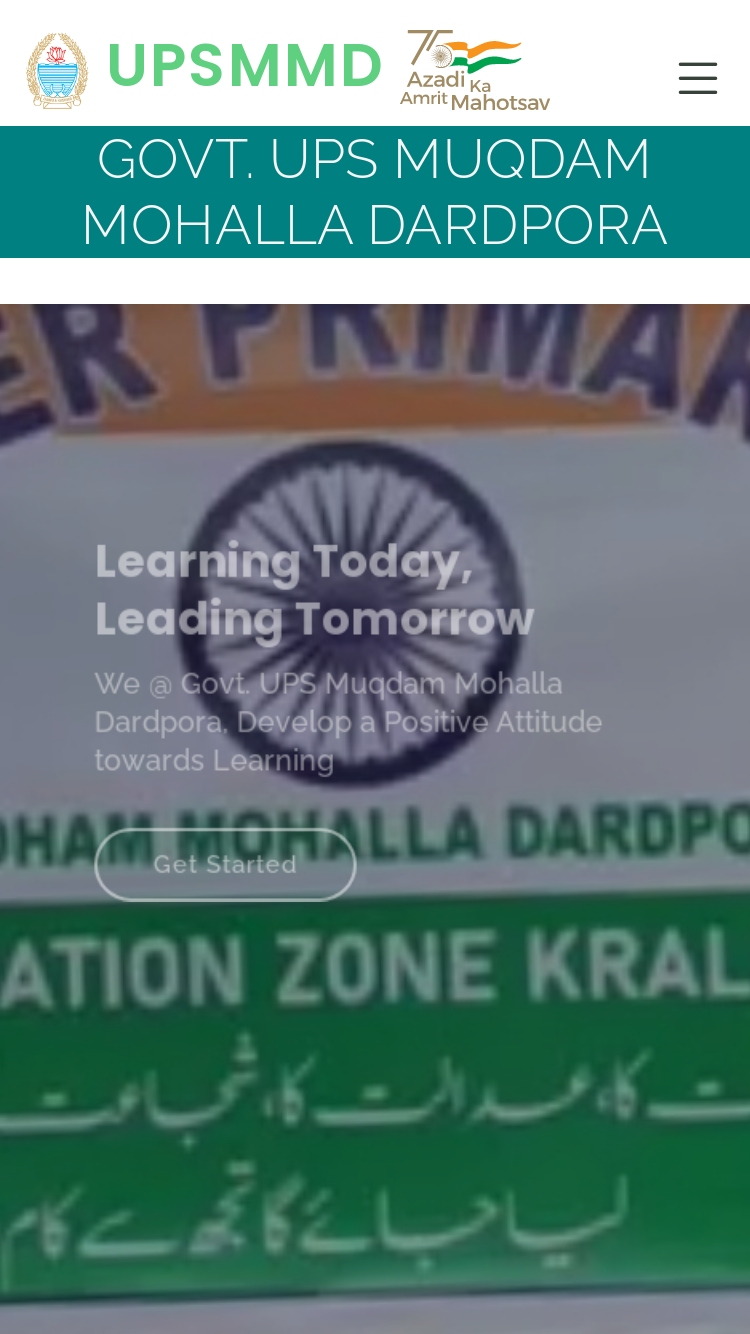 UPSMMD
75
Azadi Ka
Amrit Mahotsav
GOVT. UPS MUQDAM
MOHALLA DARDPORA
ER PRIMAR
Learning Today,
Leading Tomorrow
We @ Govt. UPS Muqdam Mohalla
Dardpora, Develop a Positive Attitude
towards Learning
DHAM MOHALLA DARDPO
Get Started
ATION ZONE KRAL
ت کا، عدالت کا، شجاعت
لیا جائے گا تجھ سے کام